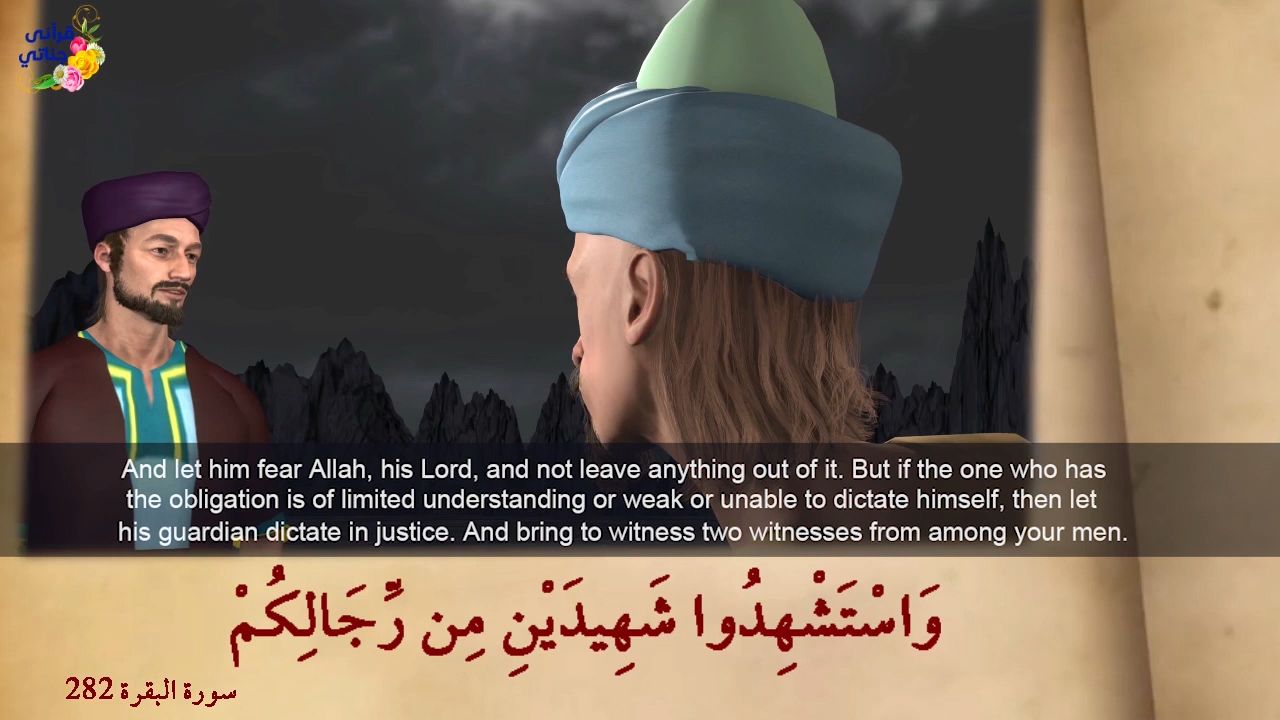 قرآني
جناتي
And let him fear Allah, his Lord, and not leave anything out of it. But if the one who has
the obligation is of limited understanding or weak or unable to dictate himself, then let
his guardian dictate in justice. And bring to witness two witnesses from among your men.
وَاسْتَشْهِدُوا شَهِيدَيْنِ مِن رِّجَالِكُمْ
سورة البقرة 282